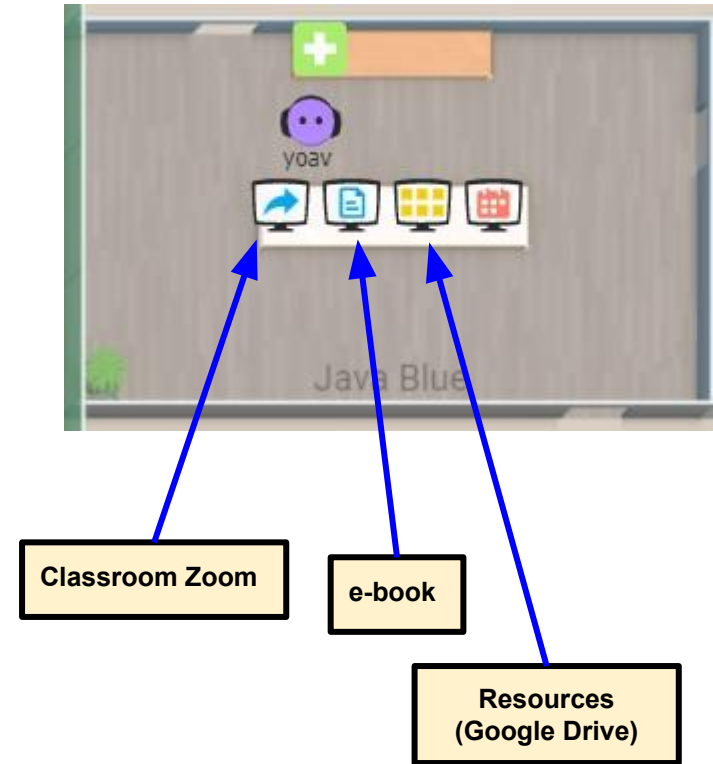 yoav
Java Blue
Classroom Zoom
e-book
Resources
(Google Drive)